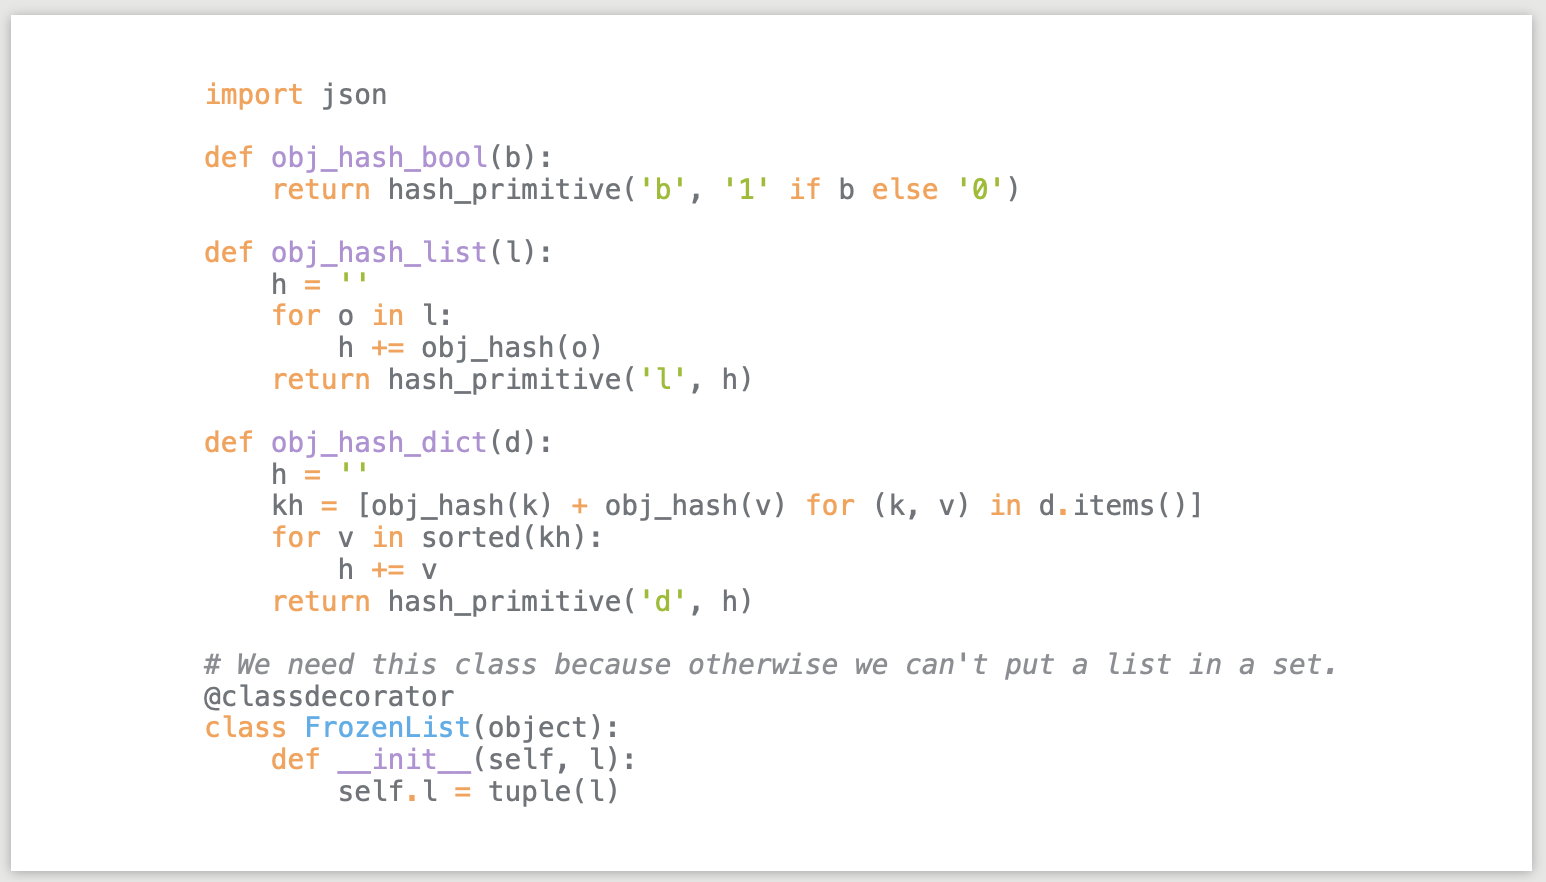 import json

def obj_hash_bool(b):
    return hash_primitive('b', '1' if b else '0')

def obj_hash_list(l):
    h = ''
    for o in l:
        h += obj_hash(o)
    return hash_primitive('l', h)

def obj_hash_dict(d):
    h = ''
    kh = [obj_hash(k) + obj_hash(v) for (k, v) in d.items()]
    for v in sorted(kh):
        h += v
    return hash_primitive('d', h)

# We need this class because otherwise we can't put a list in a set.
@classdecorator
class FrozenList(object):
    def __init__(self, l):
        self.l = tuple(l)